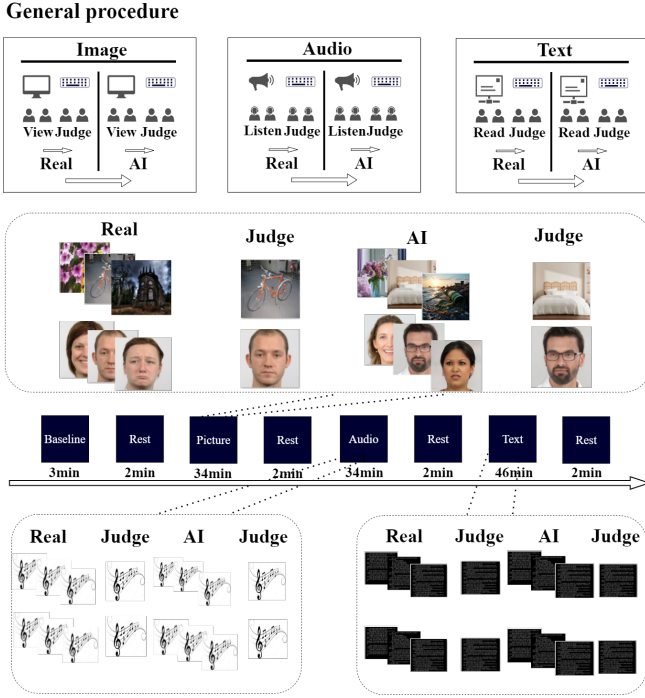 General procedure
Image
Audio
Text
View Judge
View Judge
Real
AI
Listen Judge
Listen Judge
Real
AI
Read Judge
Read Judge
Real
AI
Real
Judge
AI
Judge
Baseline
Rest
Picture
Rest
Audio
Rest
Text
Rest
3min
2min
34min
2min
34min
2min
46min
2min
Real
Judge
AI
Judge
Real
Judge
AI
Judge